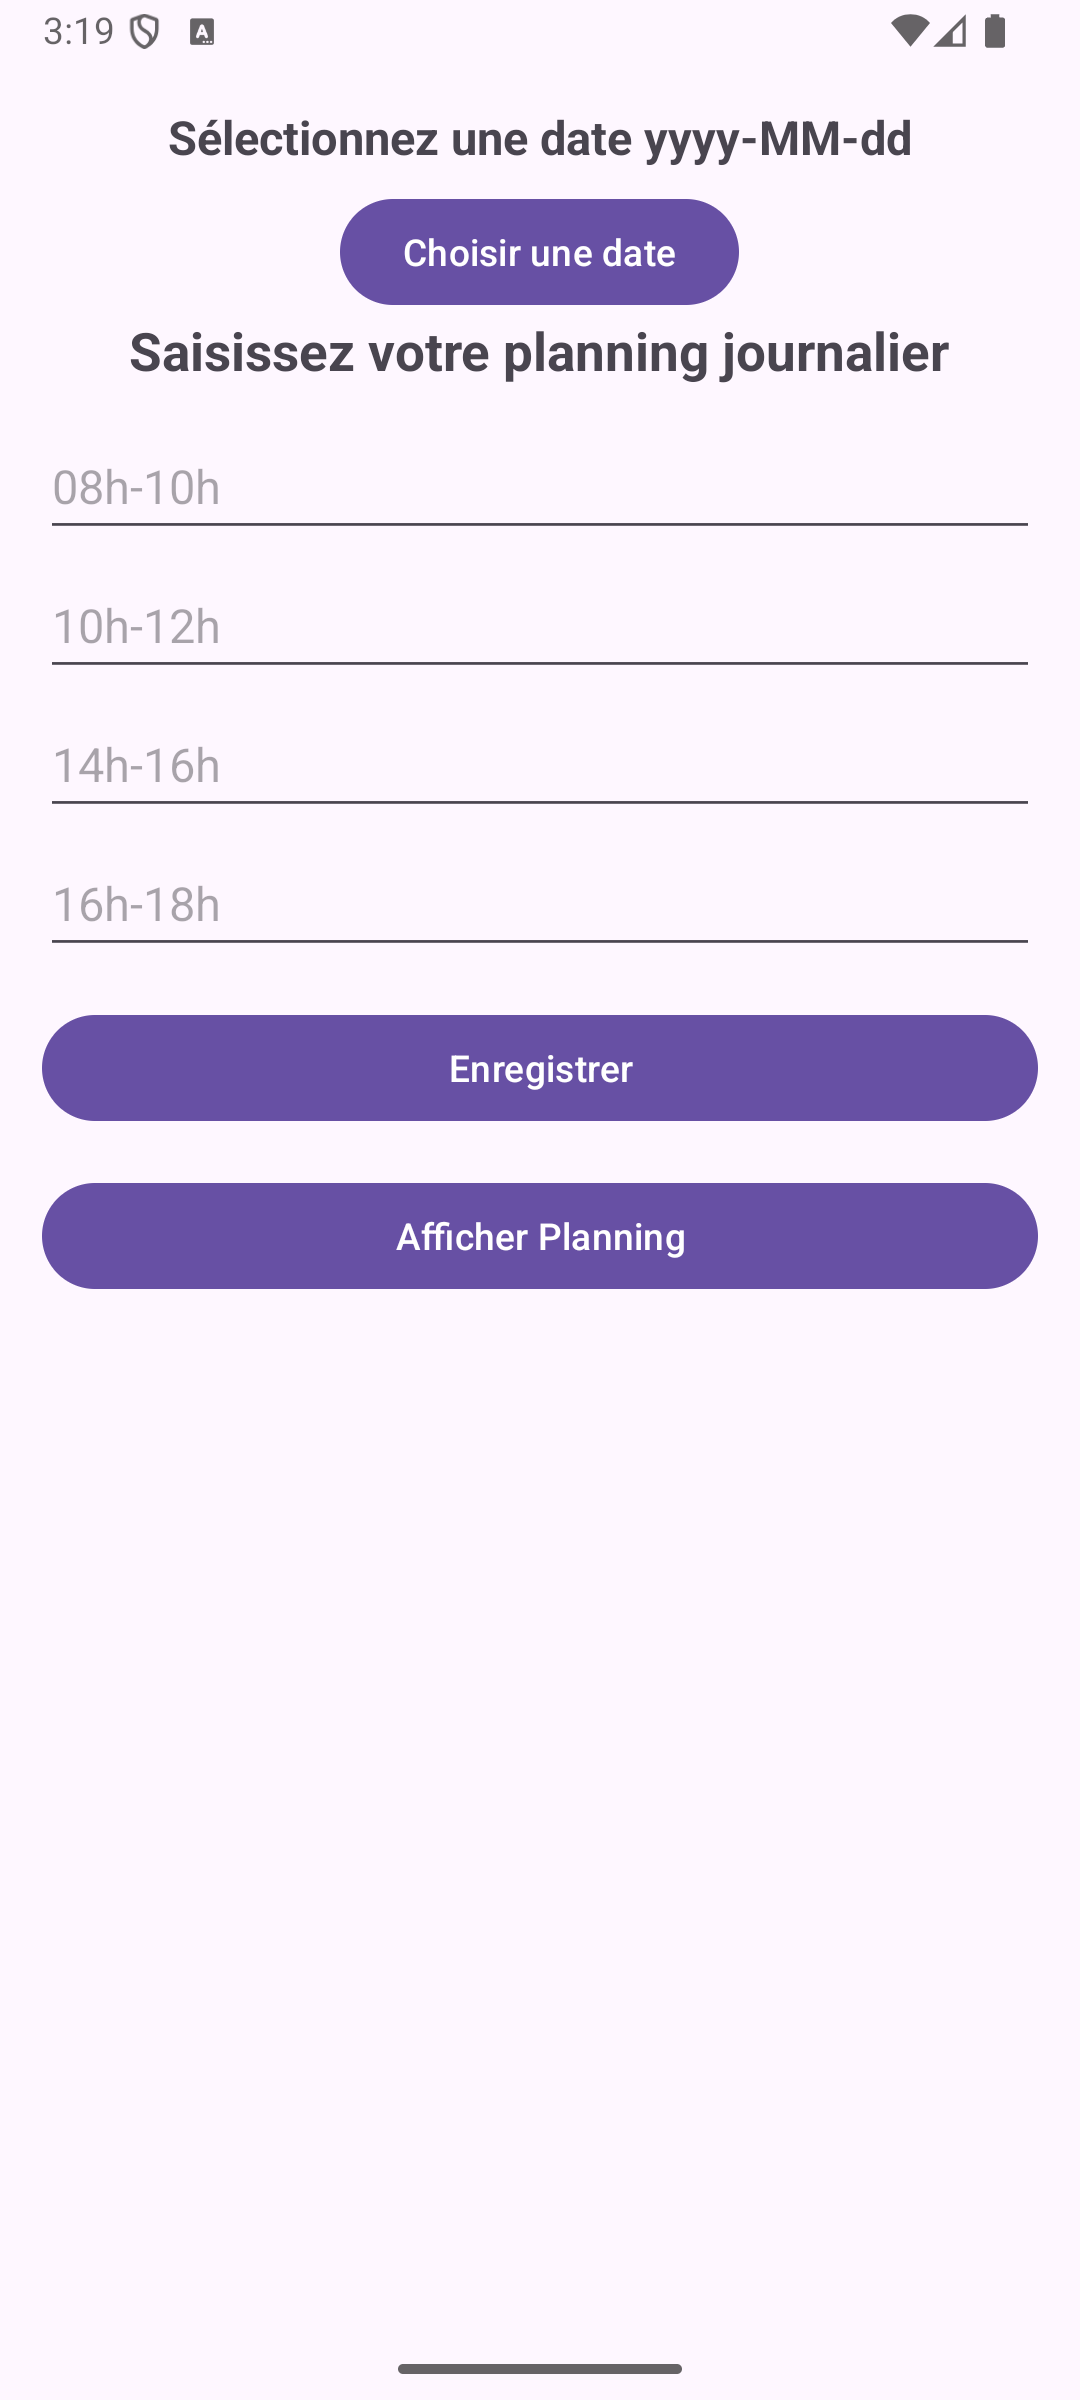 3:19
Sélectionnez une date yyyy-MM-dd
Choisir une date
Saisissez votre planning journalier
08h-10h
10h-12h
14h-16h
16h-18h
Enregistrer
Afficher Planning